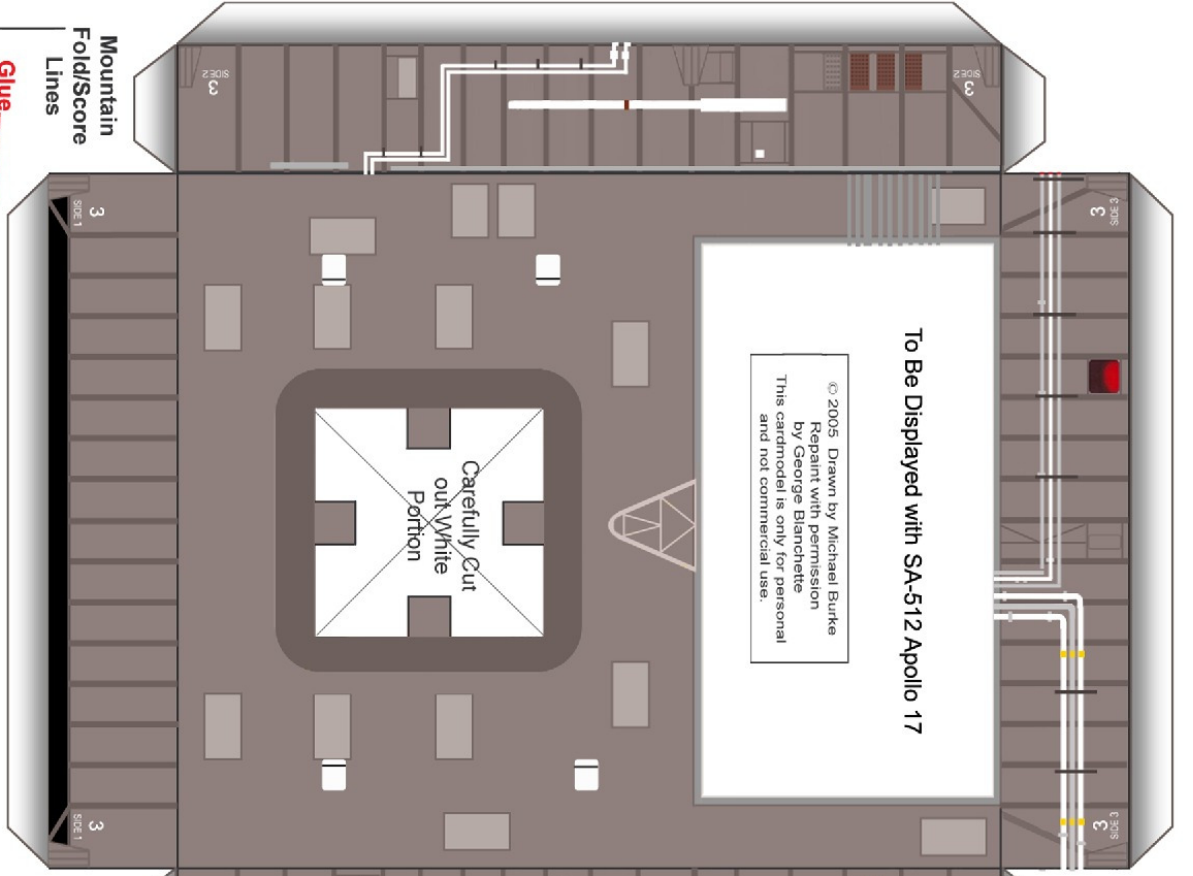 Mountain
Fold/Score
Lines
Glue
3
SIDE 2
3
SIDE 2
3
SIDE 1
3
SIDE 1
SIDE 3
3
SIDE 3
3
To Be Displayed with SA-512 Apollo 17
© 2005 Drawn by Michael Burke
Repaint with permission
by George Blanchette
This cardmodel is only for personal
and not commercial use.
Carefully Cut
out White
Portion